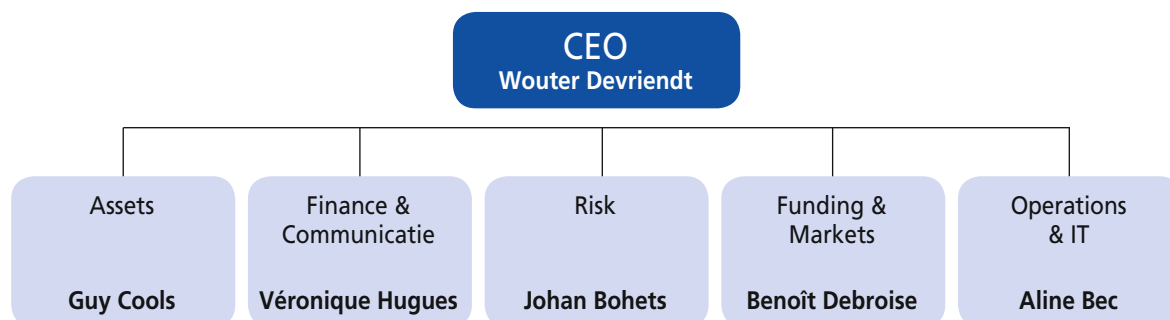 CEO
Wouter Devriendt
Assets
Guy Cools
Finance &
Communicatie
Véronique Hugues
Risk
Johan Bohets
Funding &
Markets
Benoît Debroise
Operations
& IT
Aline Bec